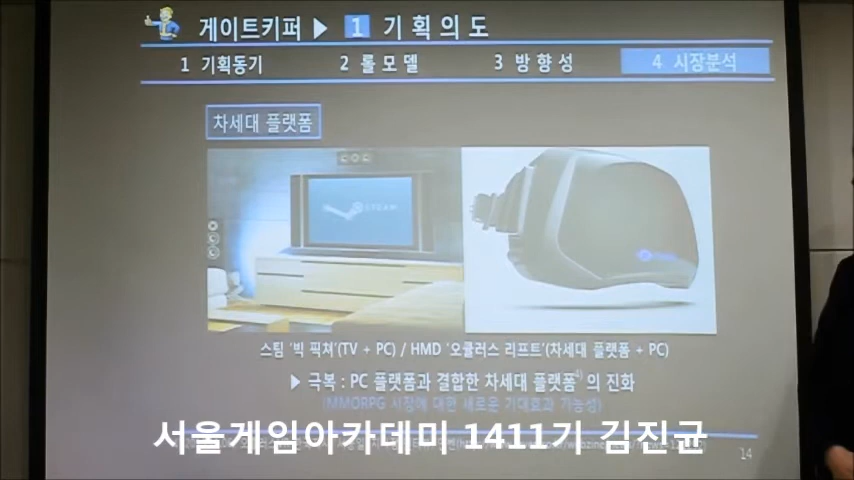 게이트키퍼 ▶ 1 기획의도
1 기획동기 2 롤모델 3 방향성 4 시장분석
차세대 플랫폼
STEAM
스팀 '빅 픽쳐'(TV + PC) / HMD '오큘러스 리프트'(차세대 플랫폼 + PC)
▶ 극복 : PC 플랫폼과 결합한 차세대 플랫폼4) 의 진화
(MMORPG 시장에 대한 새로운 기대효과 가능성)
서울게임아카데미 1411기 김진균
14